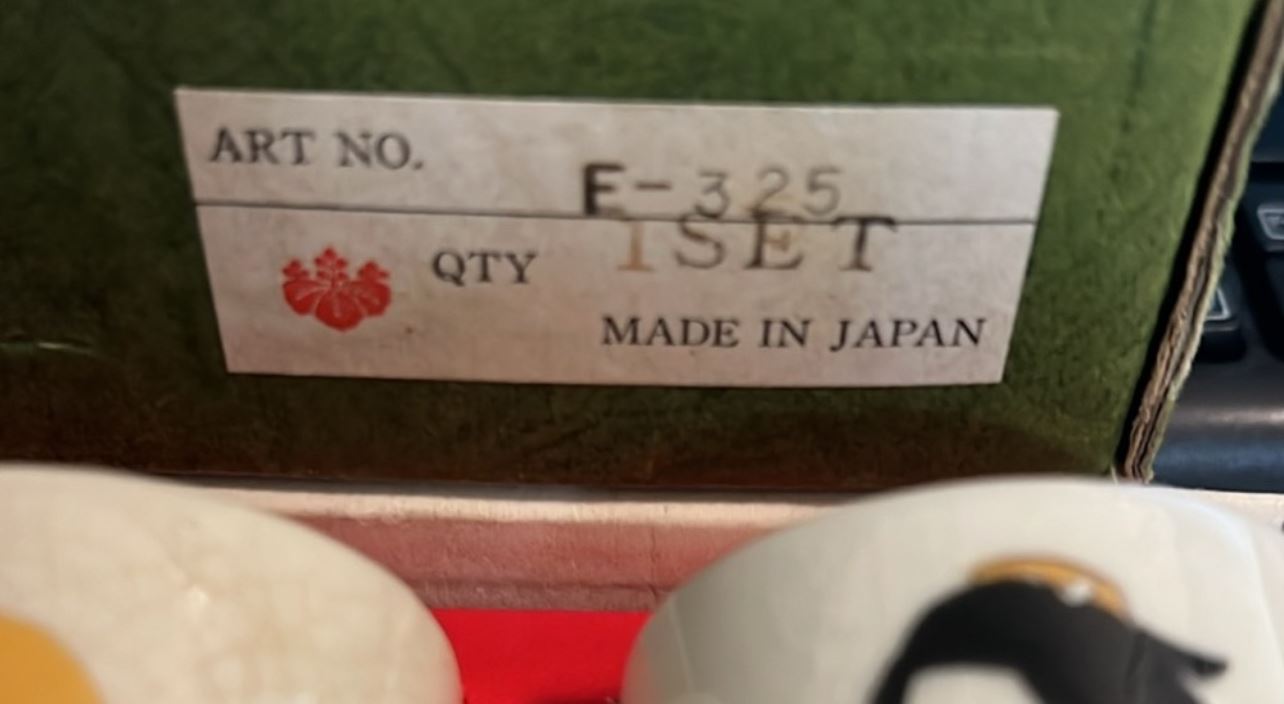 ART NO. E-325
QTY 1SET
MADE IN JAPAN